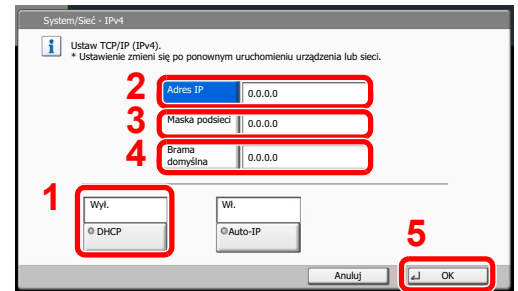 System/Sieć - IPv4
Ustaw TCP/IP (IPv4).
* Ustawienie zmieni się po ponownym uruchomieniu urządzenia lub sieci.
2 Adres IP 0.0.0.0
3 Maska podsieci 0.0.0.0
4 Brama domyślna 0.0.0.0
1 Wył. Wł.
DHCP Auto-IP
5
Anuluj OK